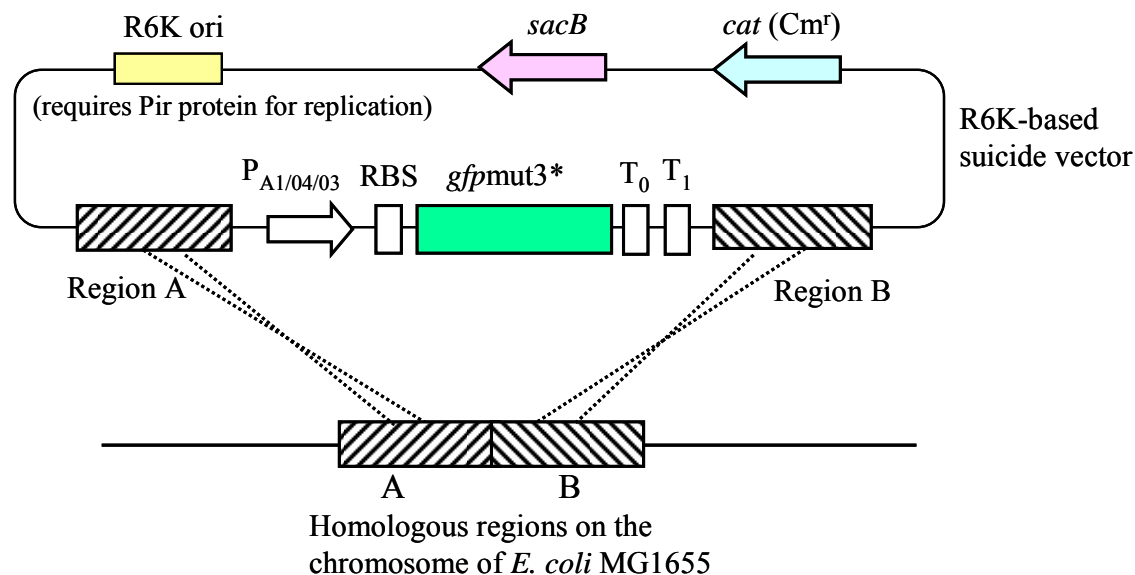 R6K ori
sacB
cat (Cmr)
(requires Pir protein for replication)
R6K-based
suicide vector
PA1/04/03
RBS
gfpmut3*
T0
T1
Region A
Region B
A
B
Homologous regions on the
chromosome of E. coli MG1655